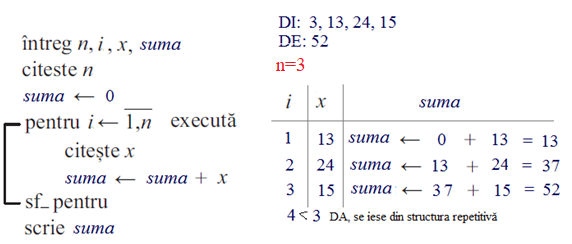 întreg n, i, x, suma
citeste n
suma ← 0
pentru i ← 1,n execută
citește x
suma ← suma + x
sf_pentru
scrie suma
DI: 3, 13, 24, 15
DE: 52
n=3
i x suma
1 13 suma ← 0 + 13 = 13
2 24 suma ← 13 + 24 = 37
3 15 suma ← 37 + 15 = 52
4 < 3 DA, se iese din structura repetitivă